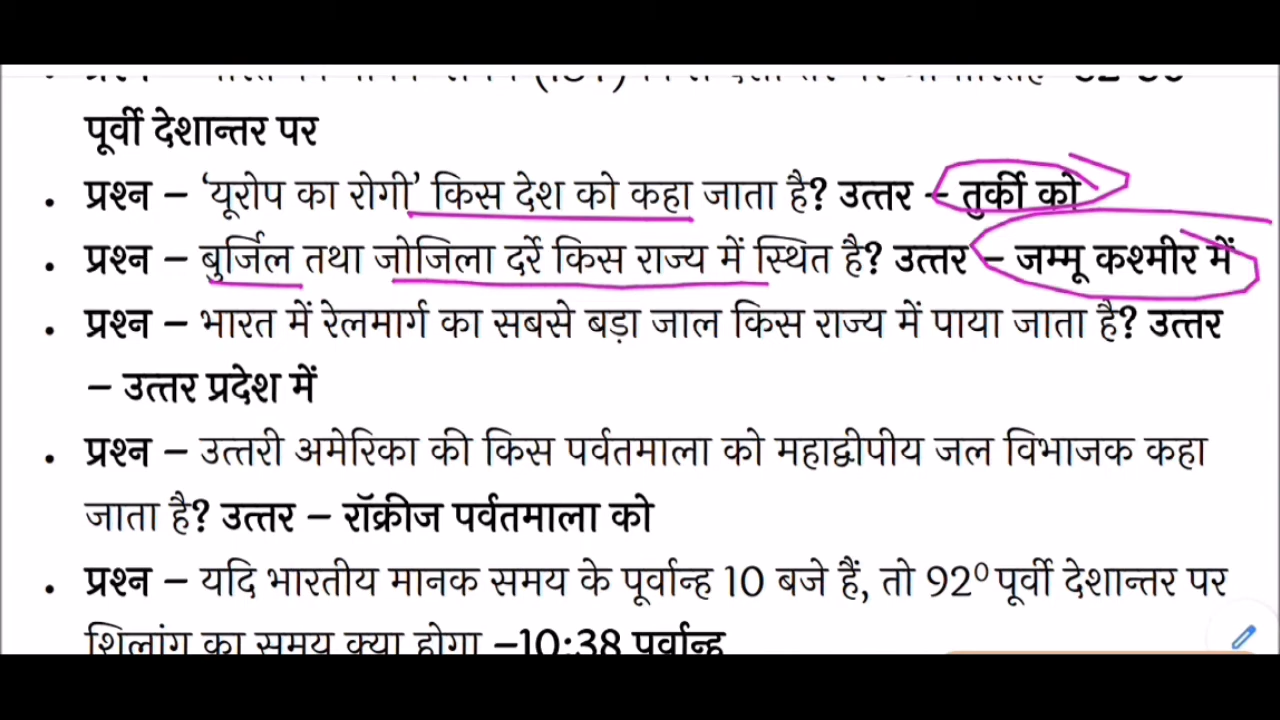 पूर्वी देशान्तर पर
• प्रश्न – ‘यूरोप का रोगी’ किस देश को कहा जाता है? उत्तर – तुर्की को
• प्रश्न – बुर्जिल तथा जोजिला दर्रे किस राज्य में स्थित है? उत्तर – जम्मू कश्मीर में
• प्रश्न – भारत में रेलमार्ग का सबसे बड़ा जाल किस राज्य में पाया जाता है? उत्तर
– उत्तर प्रदेश में
• प्रश्न – उत्तरी अमेरिका की किस पर्वतमाला को महाद्वीपीय जल विभाजक कहा
जाता है? उत्तर – रॉक्रीज पर्वतमाला को
• प्रश्न – यदि भारतीय मानक समय के पूर्वान्ह 10 बजे हैं, तो 92⁰ पूर्वी देशान्तर पर
शिलांग का समय क्या होगा –10:38 पूर्वान्ह